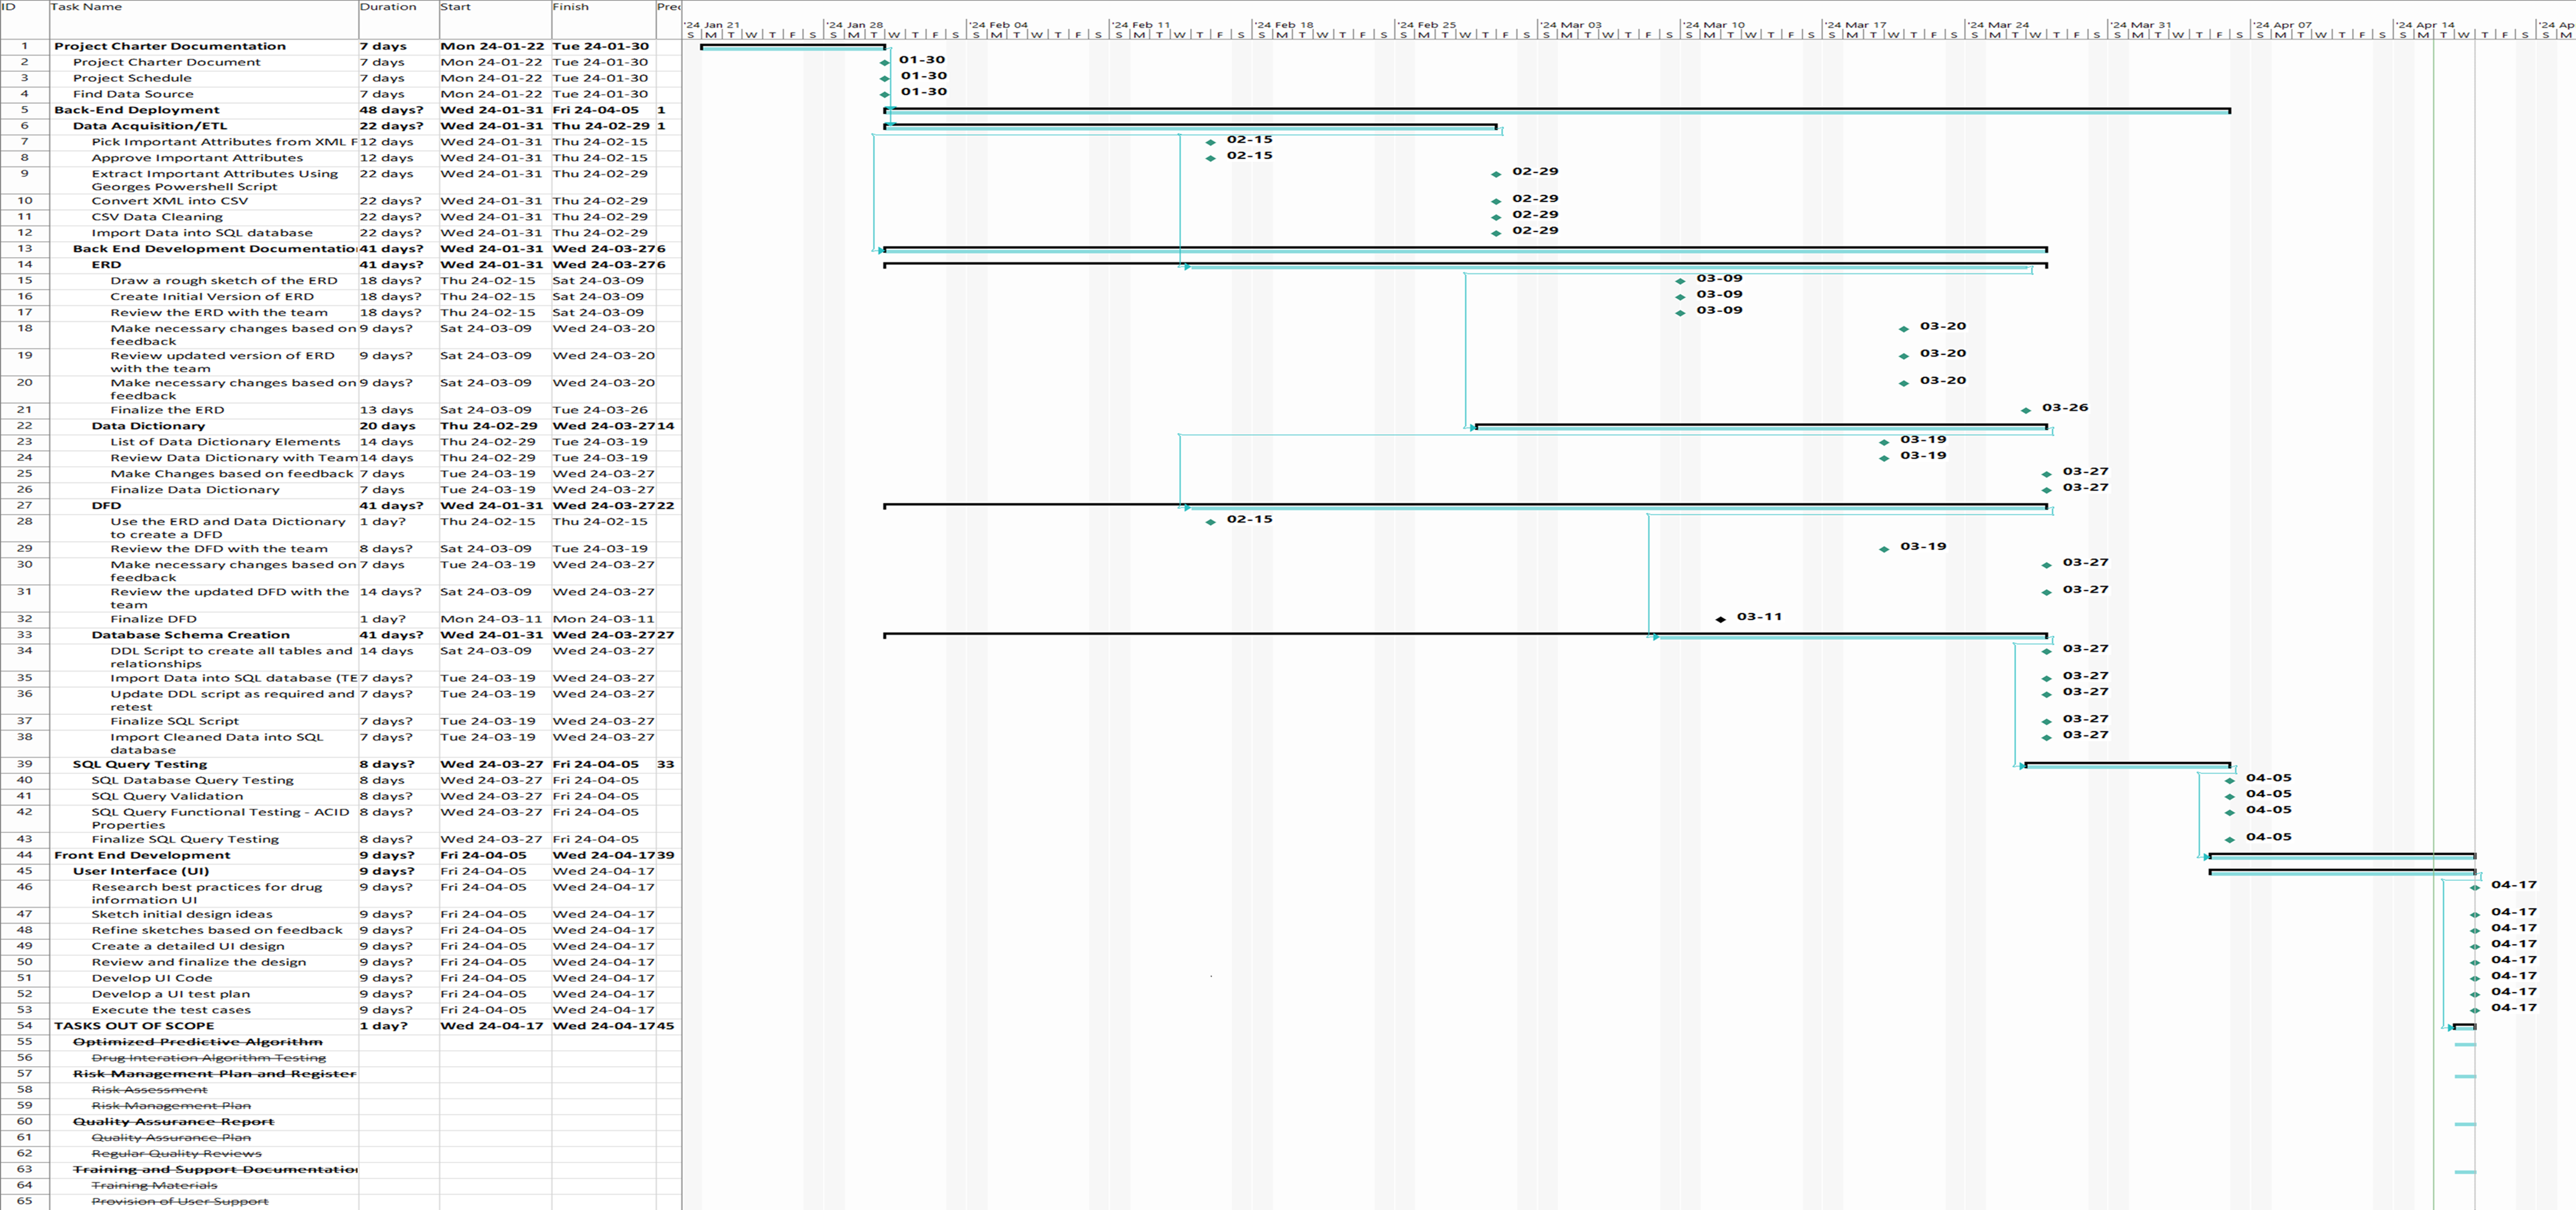 ID Task Name Duration Start Finish Pred
'24 Jan 21 '24 Jan 28 '24 Feb 04 '24 Feb 11 '24 Feb 18 '24 Feb 25 '24 Mar 03 '24 Mar 10 '24 Mar 17 '24 Mar 24 '24 Mar 31 '24 Apr 07 '24 Apr 14 '24 Ap
S M T W T F S S M T W T F S S M T W T F S S M T W T F S S M T W T F S S M T W T F S S M T W T F S S M T W T F S S M T W T F S S M T W T F S S M T W T F S S M T W T F S S M T W T F S S M
1 Project Charter Documentation 7 days Mon 24-01-22 Tue 24-01-30
2 Project Charter Document 7 days Mon 24-01-22 Tue 24-01-30 01-30
3 Project Schedule 7 days Mon 24-01-22 Tue 24-01-30 01-30
4 Find Data Source 7 days Mon 24-01-22 Tue 24-01-30 01-30
5 Back-End Deployment 48 days? Wed 24-01-31 Fri 24-04-05 1
6 Data Acquisition/ETL 22 days? Wed 24-01-31 Thu 24-02-29 1
7 Pick Important Attributes from XML F 12 days Wed 24-01-31 Thu 24-02-15 02-15
8 Approve Important Attributes 12 days Wed 24-01-31 Thu 24-02-15 02-15
9 Extract Important Attributes Using 22 days Wed 24-01-31 Thu 24-02-29 02-29
Georges Powershell Script
10 Convert XML into CSV 22 days? Wed 24-01-31 Thu 24-02-29 02-29
11 CSV Data Cleaning 22 days? Wed 24-01-31 Thu 24-02-29 02-29
12 Import Data into SQL database 22 days? Wed 24-01-31 Thu 24-02-29 02-29
13 Back End Development Documentatio 41 days? Wed 24-01-31 Wed 24-03-27 6
14 ERD 41 days? Wed 24-01-31 Wed 24-03-27 6
15 Draw a rough sketch of the ERD 18 days? Thu 24-02-15 Sat 24-03-09 03-09
16 Create Initial Version of ERD 18 days? Thu 24-02-15 Sat 24-03-09 03-09
17 Review the ERD with the team 18 days? Thu 24-02-15 Sat 24-03-09 03-09
18 Make necessary changes based on 9 days? Sat 24-03-09 Wed 24-03-20 03-20
feedback
19 Review updated version of ERD 9 days? Sat 24-03-09 Wed 24-03-20 03-20
with the team
20 Make necessary changes based on 9 days? Sat 24-03-09 Wed 24-03-20 03-20
feedback
21 Finalize the ERD 13 days Sat 24-03-09 Tue 24-03-26 03-26
22 Data Dictionary 20 days Thu 24-02-29 Wed 24-03-27 14
23 List of Data Dictionary Elements 14 days Thu 24-02-29 Tue 24-03-19 03-19
24 Review Data Dictionary with Team 14 days Thu 24-02-29 Tue 24-03-19 03-19
25 Make Changes based on feedback 7 days Tue 24-03-19 Wed 24-03-27 03-27
26 Finalize Data Dictionary 7 days Tue 24-03-19 Wed 24-03-27 03-27
27 DFD 41 days? Wed 24-01-31 Wed 24-03-27 22
28 Use the ERD and Data Dictionary 1 day? Thu 24-02-15 Thu 24-02-15 02-15
to create a DFD
29 Review the DFD with the team 8 days? Sat 24-03-09 Tue 24-03-19 03-19
30 Make necessary changes based on 7 days Tue 24-03-19 Wed 24-03-27 03-27
feedback
31 Review the updated DFD with the 14 days? Sat 24-03-09 Wed 24-03-27 03-27
team
32 Finalize DFD 1 day? Mon 24-03-11 Mon 24-03-11 03-11
33 Database Schema Creation 41 days? Wed 24-01-31 Wed 24-03-27 27
34 DDL Script to create all tables and 14 days Sat 24-03-09 Wed 24-03-27 03-27
relationships
35 Import Data into SQL database (TE 7 days? Tue 24-03-19 Wed 24-03-27 03-27
36 Update DDL script as required and 7 days? Tue 24-03-19 Wed 24-03-27 03-27
retest
37 Finalize SQL Script 7 days? Tue 24-03-19 Wed 24-03-27 03-27
38 Import Cleaned Data into SQL 7 days? Tue 24-03-19 Wed 24-03-27 03-27
database
39 SQL Query Testing 8 days? Wed 24-03-27 Fri 24-04-05 33
40 SQL Database Query Testing 8 days Wed 24-03-27 Fri 24-04-05 04-05
41 SQL Query Validation 8 days? Wed 24-03-27 Fri 24-04-05 04-05
42 SQL Query Functional Testing - ACID 8 days? Wed 24-03-27 Fri 24-04-05 04-05
Properties
43 Finalize SQL Query Testing 8 days? Wed 24-03-27 Fri 24-04-05 04-05
44 Front End Development 9 days? Fri 24-04-05 Wed 24-04-17 39
45 User Interface (UI) 9 days? Fri 24-04-05 Wed 24-04-17
46 Research best practices for drug 9 days? Fri 24-04-05 Wed 24-04-17 04-17
information UI
47 Sketch initial design ideas 9 days? Fri 24-04-05 Wed 24-04-17 04-17
48 Refine sketches based on feedback 9 days? Fri 24-04-05 Wed 24-04-17 04-17
49 Create a detailed UI design 9 days? Fri 24-04-05 Wed 24-04-17 04-17
50 Review and finalize the design 9 days? Fri 24-04-05 Wed 24-04-17 04-17
51 Develop UI Code 9 days? Fri 24-04-05 Wed 24-04-17 04-17
52 Develop a UI test plan 9 days? Fri 24-04-05 Wed 24-04-17 04-17
53 Execute the test cases 9 days? Fri 24-04-05 Wed 24-04-17 04-17
54 TASKS OUT OF SCOPE 1 day? Wed 24-04-17 Wed 24-04-17 45
55 Optimized Predictive Algorithm
56 Drug Interation Algorithm Testing
57 Risk Management Plan and Register
58 Risk Assessment
59 Risk Management Plan
60 Quality Assurance Report
61 Quality Assurance Plan
62 Regular Quality Reviews
63 Training and Support Documentatio
64 Training Materials
65 Provision of User Support